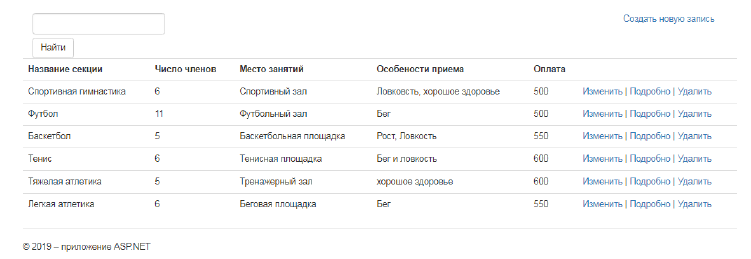 Создать новую запись
Найти
Название секции Число членов Место занятий Особености приема Оплата
Спортивная гимнастика 6 Спортивный зал Ловковсть, хорошое здоровье 500 Изменить | Подробно | Удалить
Футбол 11 Футбольный зал Бег 500 Изменить | Подробно | Удалить
Баскетбол 5 Баскетбольная площадка Рост, Ловкость 550 Изменить | Подробно | Удалить
Тенис 6 Тенисная площадка Бег и ловкость 600 Изменить | Подробно | Удалить
Тяжелая атлетика 5 Тренажерный зал хорошое здоровье 600 Изменить | Подробно | Удалить
Легкая атлетика 6 Беговая площадка Бег 550 Изменить | Подробно | Удалить
© 2019 – приложение ASP.NET